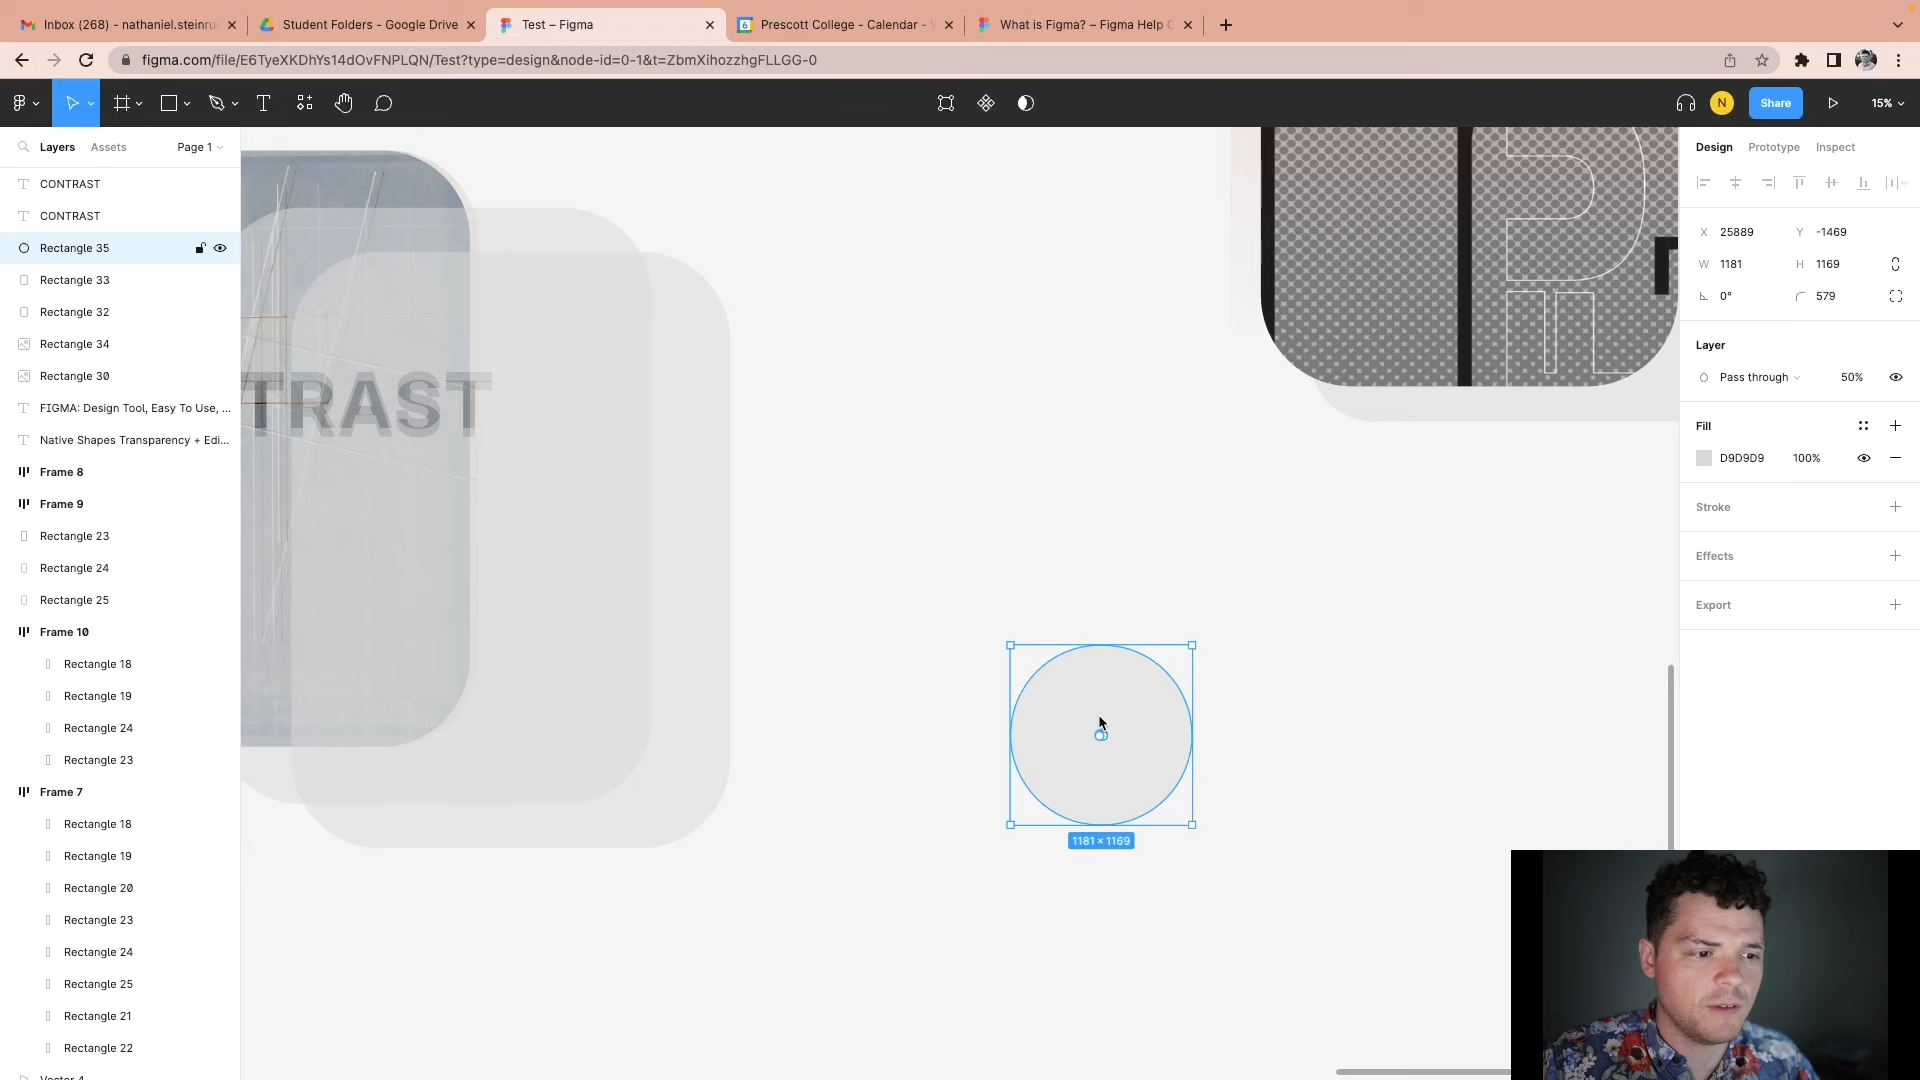 Inbox (268) - nathaniel.steinru
Student Folders - Google Drive
Test – Figma
Prescott College - Calendar -
What is Figma? – Figma Help
figma.com/file/E6TyeXKDhYs14dOvFNPLQN/Test?type=design&node-id=0-1&t=ZbmXihozzhgFLLGG-0
N
Share
15%
Layers
Assets
Page 1
Design
Prototype
Inspect
CONTRAST
CONTRAST
Rectangle 35
Rectangle 33
Rectangle 32
Rectangle 34
Rectangle 30
FIGMA: Design Tool, Easy To Use, ...
Native Shapes Transparency + Edi...
Frame 8
Frame 9
Rectangle 23
Rectangle 24
Rectangle 25
Frame 10
Rectangle 18
Rectangle 19
Rectangle 24
Rectangle 23
Frame 7
Rectangle 18
Rectangle 19
Rectangle 20
Rectangle 23
Rectangle 24
Rectangle 25
Rectangle 21
Rectangle 22
Vector 4
TRAST
1181 × 1169
X 25889 Y -1469
W 1181 H 1169
0° 579
Layer
Pass through 50%
Fill
D9D9D9 100%
Stroke
Effects
Export